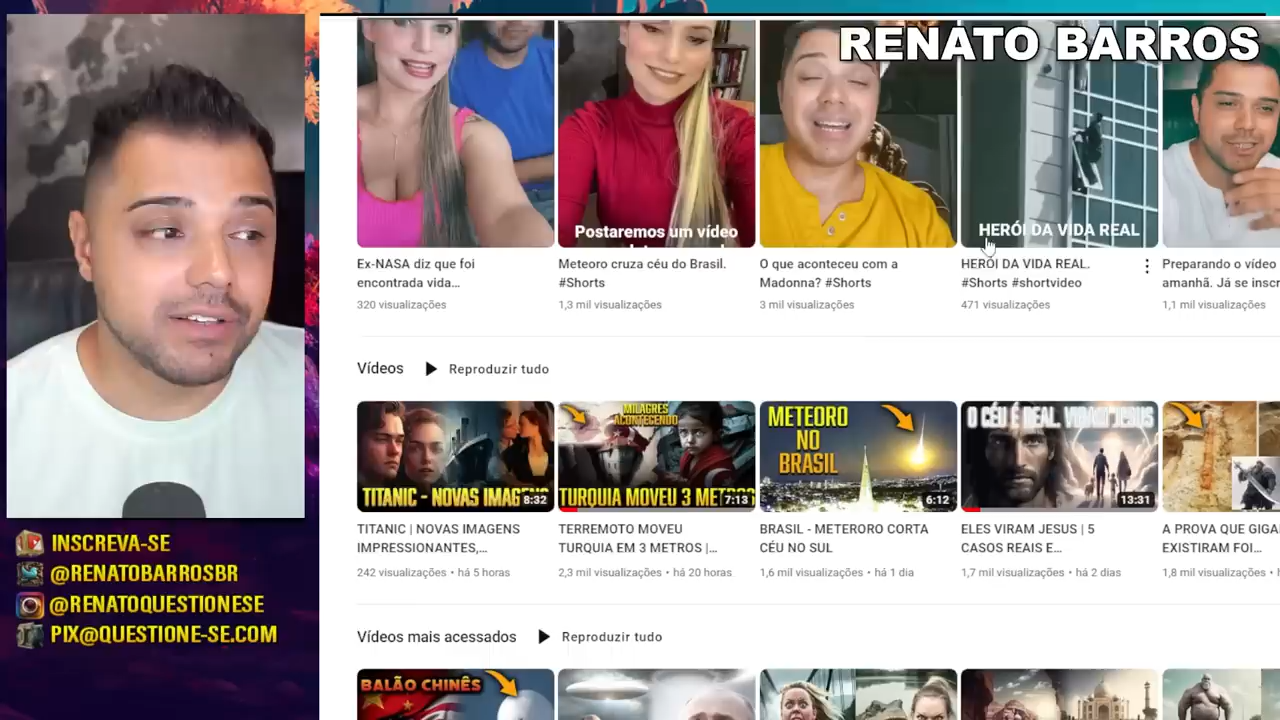 RENATO BARROS
Postaremos um vídeo
HERÓI DA VIDA REAL
Ex-NASA diz que foi
encontrada vida...
320 visualizações
Meteoro cruza céu do Brasil.
#Shorts
1,3 mil visualizações
O que aconteceu com a
Madonna? #Shorts
3 mil visualizações
HERÓI DA VIDA REAL.
#Shorts #shortvideo
471 visualizações
Preparando o vídeo
amanhã. Já se inscr
1,1 mil visualizações
Vídeos
Reproduzir tudo
TITANIC - NOVAS IMAGENS
8:32
MILAGRES
ACONTECENDO
TURQUIA MOVEU 3 METROS
7:13
METEORO
NO
BRASIL
6:12
O CÉU É REAL. VIRAM JESUS
13:31
TITANIC | NOVAS IMAGENS
IMPRESSIONANTES,...
242 visualizações • há 5 horas
TERREMOTO MOVEU
TURQUIA EM 3 METROS |...
2,3 mil visualizações • há 20 horas
BRASIL - METERORO CORTA
CÉU NO SUL
1,6 mil visualizações • há 1 dia
ELES VIRAM JESUS | 5
CASOS REAIS E...
1,7 mil visualizações • há 2 dias
A PROVA QUE GIGA
EXISTIRAM FOI...
1,8 mil visualizações •
INSCREVA-SE
@RENATOBARROSBR
@RENATOQUESTIONESE
PIX@QUESTIONE-SE.COM
Vídeos mais acessados
Reproduzir tudo
BALÃO CHINÊS